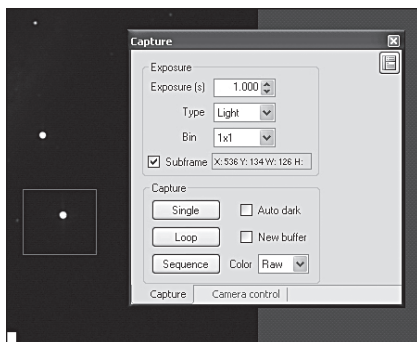 Capture
Exposure
Exposure (s) 1.000
Type Light
Bin 1x1
Subframe X: 536 Y: 134 W: 126 H:
Capture
Single Auto dark
Loop New buffer
Sequence Color Raw
Capture Camera control